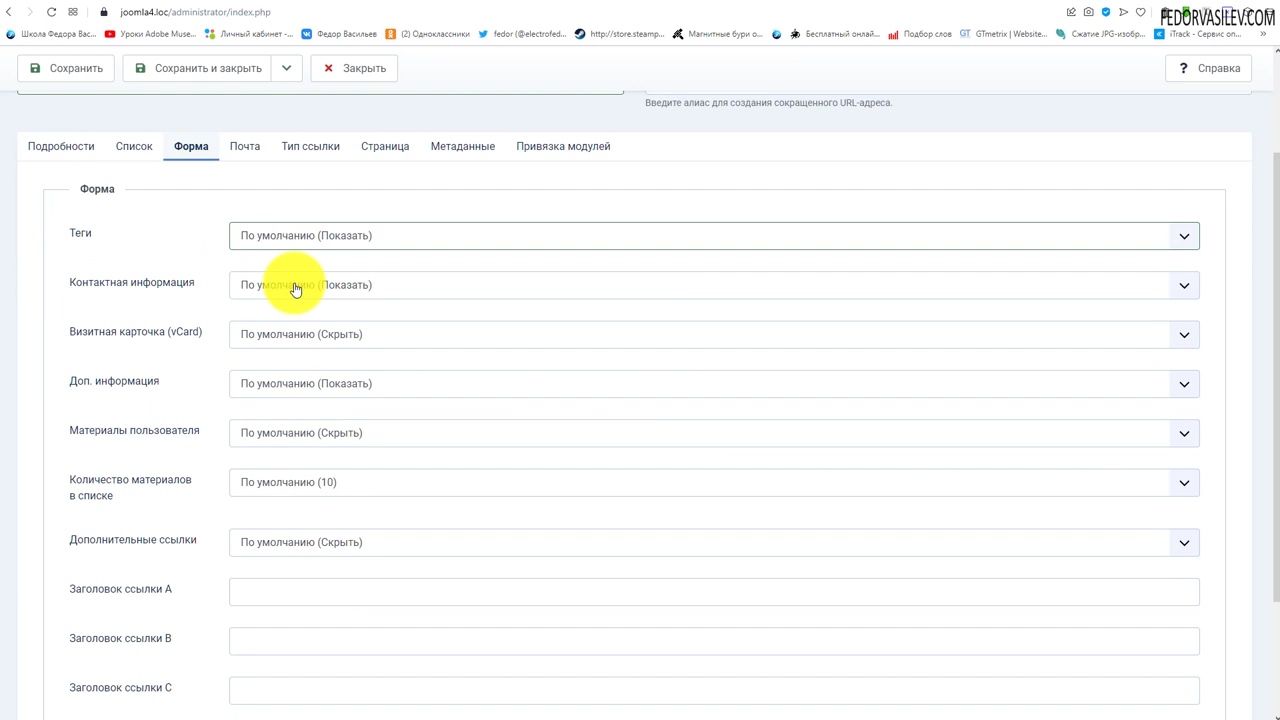 joomla4.loc/administrator/index.php
FEDORVASILEV.COM
Школа Федора Вас...
Уроки Adobe Muse...
Личный кабинет -...
Федор Васильев
(2) Одноклассники
fedor (@electrofed...
http://store.steamp...
Магнитные бури о...
Бесплатный онлай...
Подбор слов
GTmetrix | Website...
Сжатие JPG-изобр...
iTrack - Сервис оп...
Сохранить
Сохранить и закрыть
Закрыть
? Справка
Введите алиас для создания сокращенного URL-адреса.
Подробности
Список
Форма
Почта
Тип ссылки
Страница
Метаданные
Привязка модулей
Форма
Теги
По умолчанию (Показать)
Контактная информация
По умолчанию (Показать)
Визитная карточка (vCard)
По умолчанию (Скрыть)
Доп. информация
По умолчанию (Показать)
Материалы пользователя
По умолчанию (Скрыть)
Количество материалов
в списке
По умолчанию (10)
Дополнительные ссылки
По умолчанию (Скрыть)
Заголовок ссылки A
Заголовок ссылки B
Заголовок ссылки C